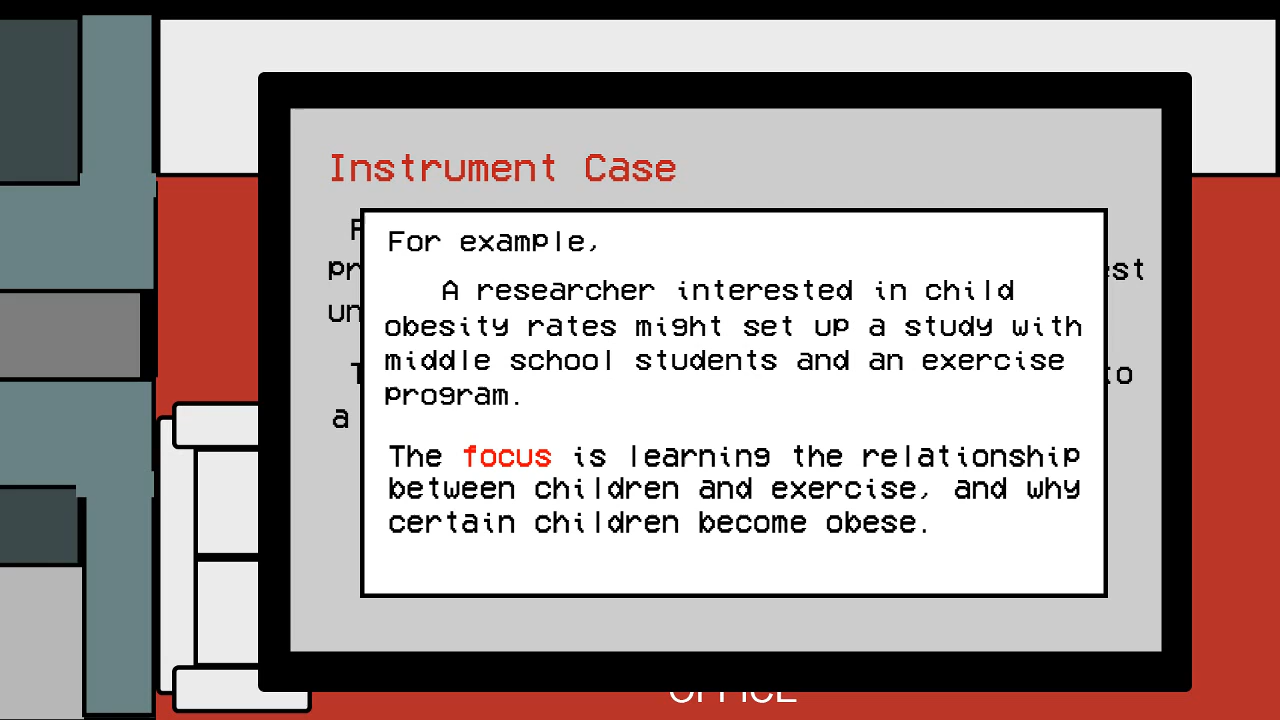 Instrument Case
For example,
A researcher interested in child
obesity rates might set up a study with
middle school students and an exercise
program.
The focus is learning the relationship
between children and exercise, and why
certain children become obese.
a
OFFICE